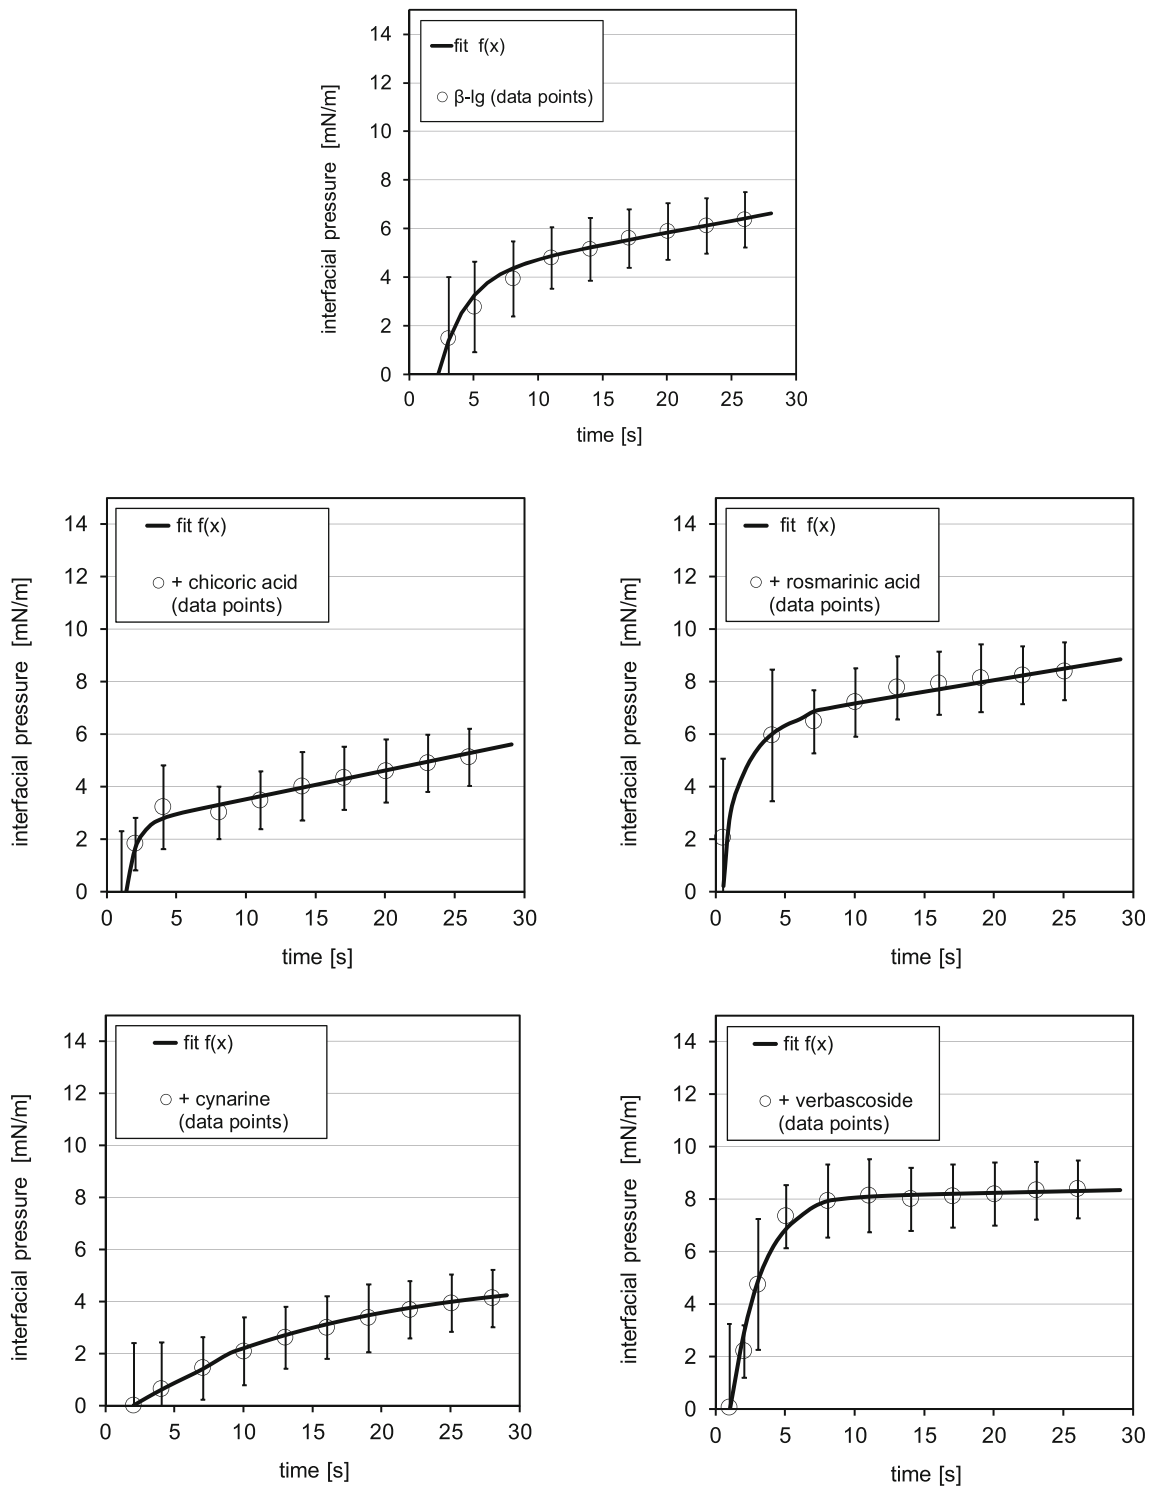 fit f(x)
β-lg (data points)
interfacial pressure [mN/m]
14
12
10
8
6
4
2
0
0 5 10 15 20 25 30
time [s]
fit f(x)
+ chicoric acid
(data points)
interfacial pressure [mN/m]
14
12
10
8
6
4
2
0
0 5 10 15 20 25 30
time [s]
fit f(x)
+ rosmarinic acid
(data points)
interfacial pressure [mN/m]
14
12
10
8
6
4
2
0
0 5 10 15 20 25 30
time [s]
fit f(x)
+ cynarine
(data points)
interfacial pressure [mN/m]
14
12
10
8
6
4
2
0
0 5 10 15 20 25 30
time [s]
fit f(x)
+ verbascoside
(data points)
interfacial pressure [mN/m]
14
12
10
8
6
4
2
0
0 5 10 15 20 25 30
time [s]